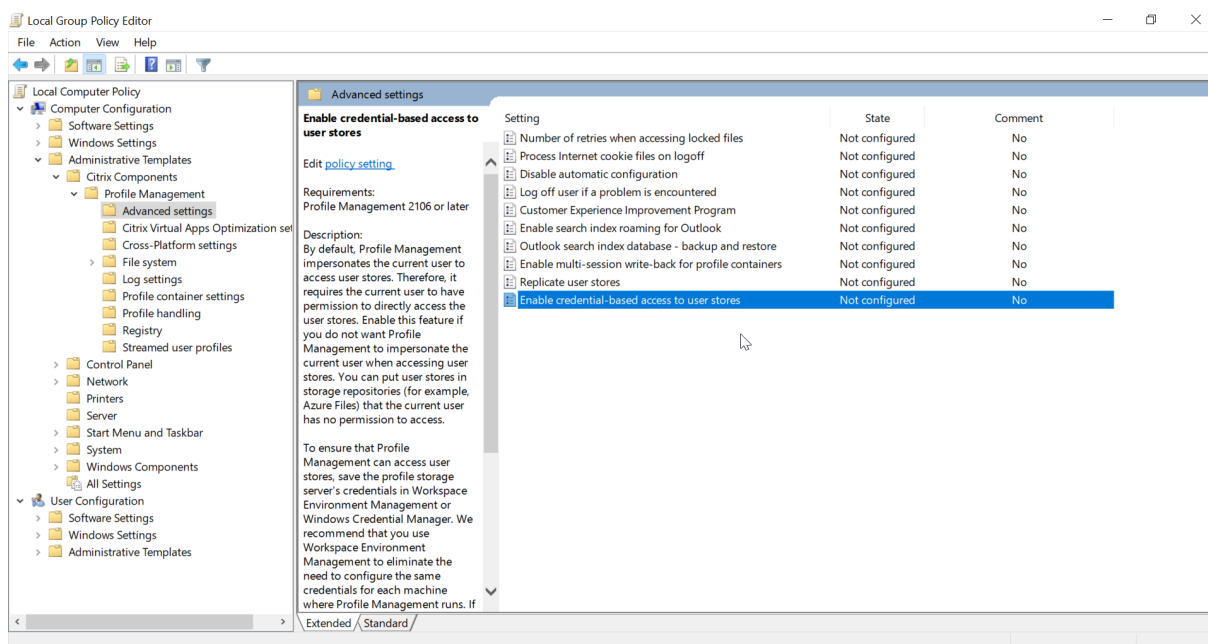 Local Group Policy Editor
File Action View Help
Local Computer Policy
Computer Configuration
Software Settings
Windows Settings
Administrative Templates
Citrix Components
Profile Management
Advanced settings
Citrix Virtual Apps Optimization set
Cross-Platform settings
File system
Log settings
Profile container settings
Profile handling
Registry
Streamed user profiles
Control Panel
Network
Printers
Server
Start Menu and Taskbar
System
Windows Components
All Settings
User Configuration
Software Settings
Windows Settings
Administrative Templates
Advanced settings
Enable credential-based access to
user stores
Edit policy setting
Requirements:
Profile Management 2106 or later
Description:
By default, Profile Management
impersonates the current user to
access user stores. Therefore, it
requires the current user to have
permission to directly access the
user stores. Enable this feature if
you do not want Profile
Management to impersonate the
current user when accessing user
stores. You can put user stores in
storage repositories (for example,
Azure Files) that the current user
has no permission to access.
To ensure that Profile
Management can access user
stores, save the profile storage
server's credentials in Workspace
Environment Management or
Windows Credential Manager. We
recommend that you use
Workspace Environment
Management to eliminate the
need to configure the same
credentials for each machine
where Profile Management runs. If
Setting State Comment
Number of retries when accessing locked files Not configured No
Process Internet cookie files on logoff Not configured No
Disable automatic configuration Not configured No
Log off user if a problem is encountered Not configured No
Customer Experience Improvement Program Not configured No
Enable search index roaming for Outlook Not configured No
Outlook search index database - backup and restore Not configured No
Enable multi-session write-back for profile containers Not configured No
Replicate user stores Not configured No
Enable credential-based access to user stores Not configured No
Extended Standard